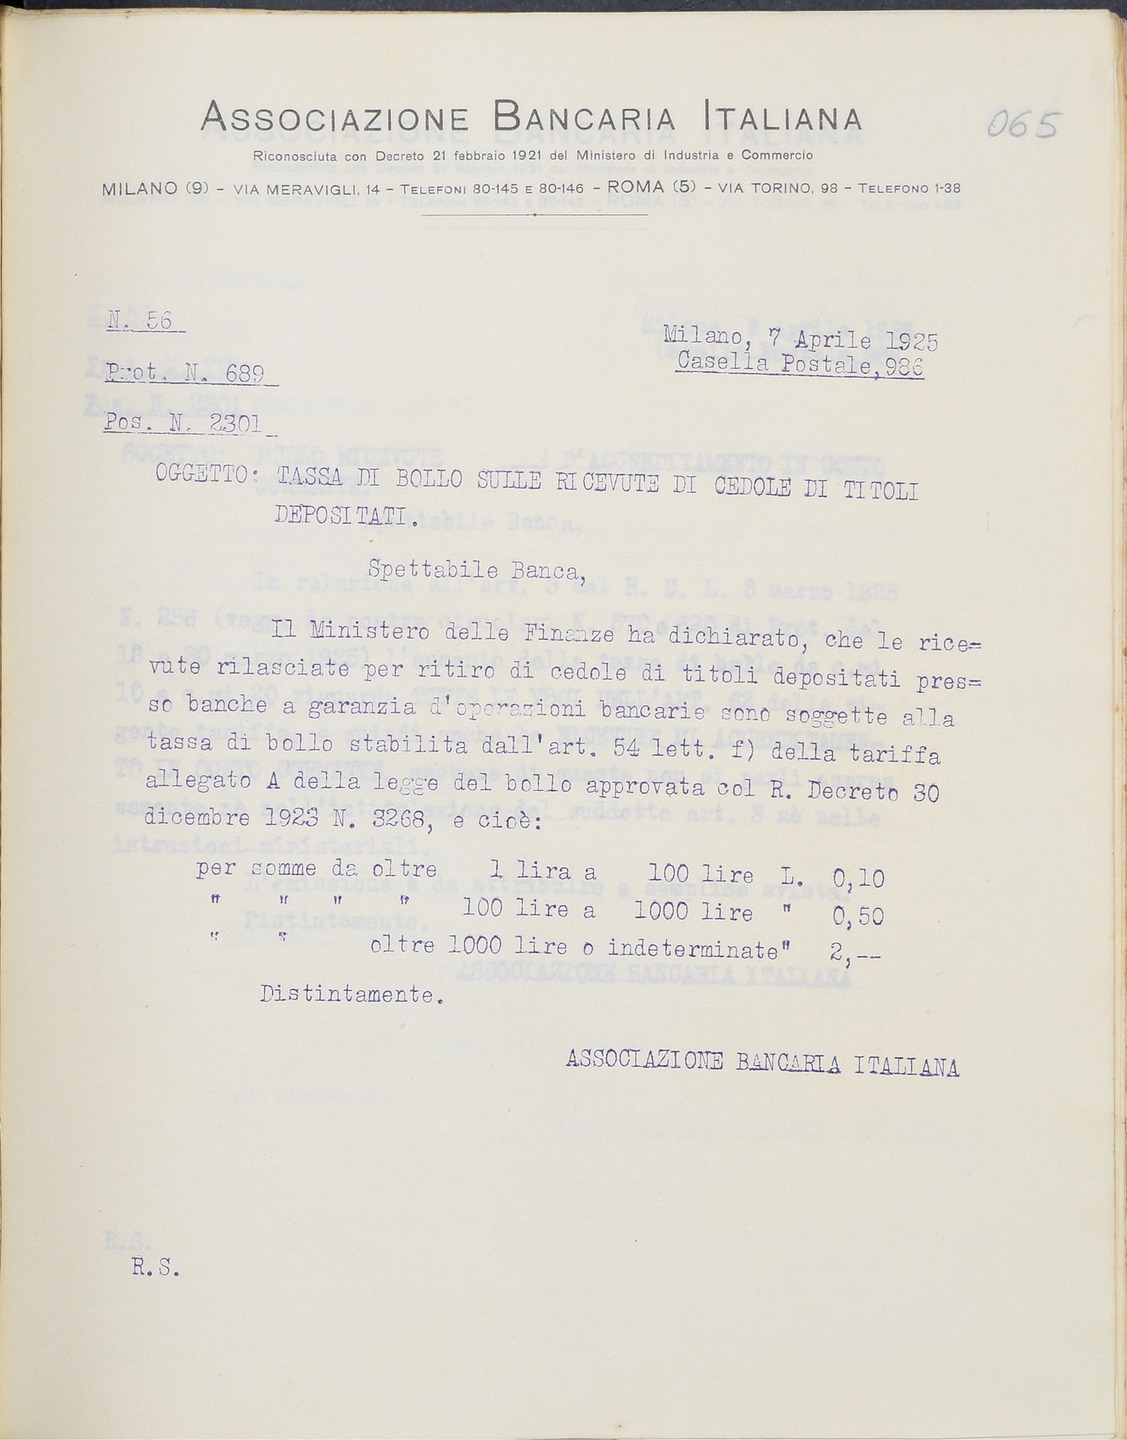 ASSOCIAZIONE BANCARIA ITALIANA
065
Riconosciuta con Decreto 21 febbraio 1921 del Ministero di Industria e Commercio
MILANO (9) – VIA MERAVIGLI, 14 – TELEFONI 80-145 E 80-146 – ROMA (5) – VIA TORINO, 98 – TELEFONO 1-38
N. 56
Milano, 7 Aprile 1925
Casella Postale, 986
Prot. N. 689
Pos. N. 2301
OGGETTO: TASSA DI BOLLO SULLE RICEVUTE DI CEDOLE DI TITOLI
DEPOSITATI.
Spettabile Banca,
Il Ministero delle Finanze ha dichiarato, che le rice=
vute rilasciate per ritiro di cedole di titoli depositati pres=
so banche a garanzia d'operazioni bancarie sono soggette alla
tassa di bollo stabilita dall'art. 54 lett. f) della tariffa
allegato A della legge del bollo approvata col R. Decreto 30
dicembre 1923 N. 3268, e cioè:
per somme da oltre 1 lira a 100 lire L. 0,10
" " " " 100 lire a 1000 lire " 0,50
" " oltre 1000 lire o indeterminate" 2,--
Distintamente.
ASSOCIAZIONE BANCARIA ITALIANA
R.S.